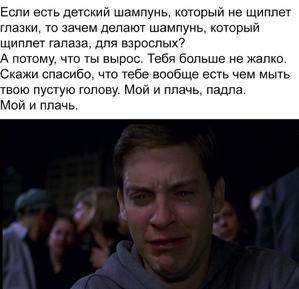 Если есть детский шампунь, который не щиплет
глазки, то зачем делают шампунь, который
щиплет галаза, для взрослых?
А потому, что ты вырос. Тебя больше не жалко.
Скажи спасибо, что тебе вообще есть чем мыть
твою пустую голову. Мой и плачь, падла.
Мой и плачь.